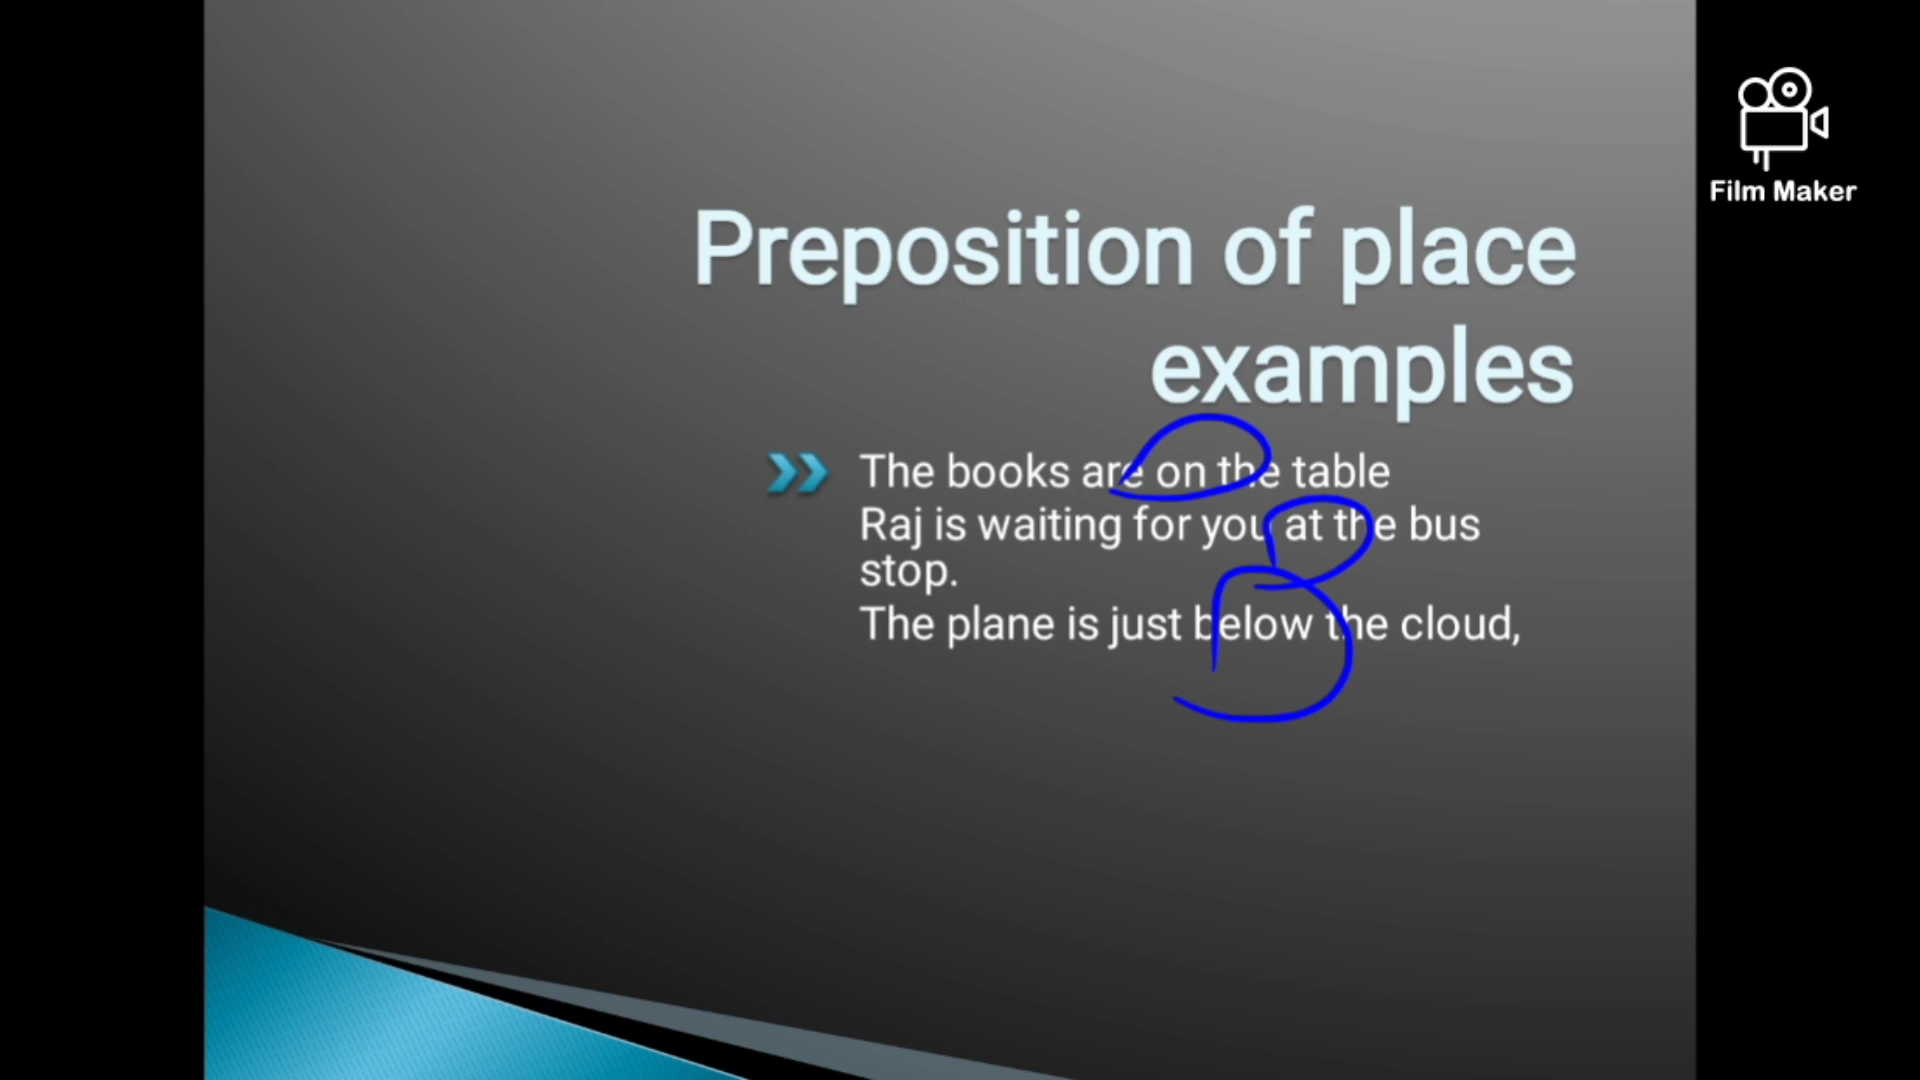 Film Maker
Preposition of place
examples
The books are on the table
Raj is waiting for you at the bus
stop.
The plane is just below the cloud,